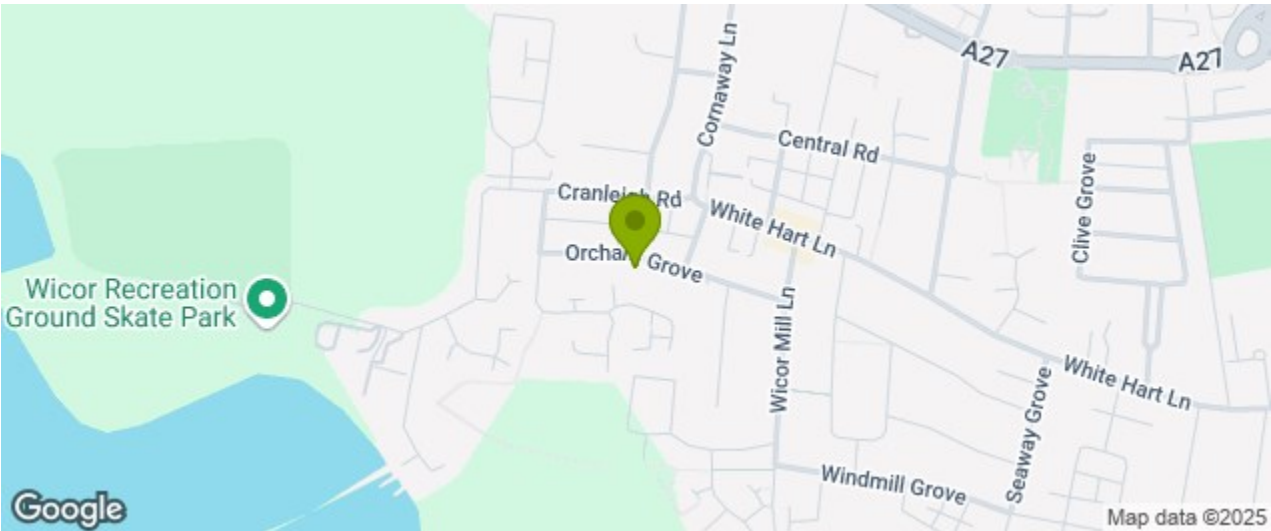 A27
A27
Cornaway Ln
Central Rd
Cranleigh Rd
White Hart Ln
Clive Grove
Orchard Grove
Wicor Recreation
Ground Skate Park
Wicor Mill Ln
White Hart Ln
Seaway Grove
Windmill Grove
Google
Map data ©2025